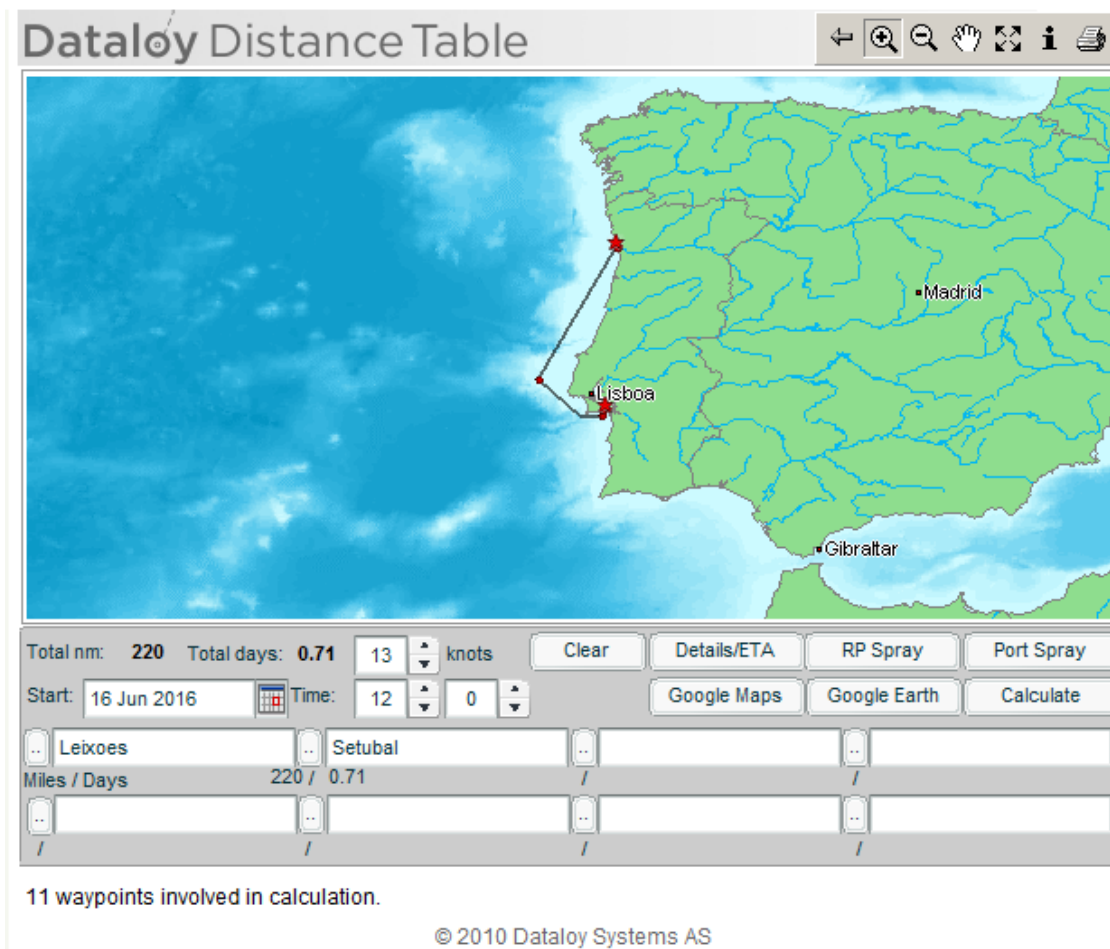 Dataloy Distance Table
Madrid
Lisboa
Gibraltar
Total nm: 220 Total days: 0.71 13 knots Clear Details/ETA RP Spray Port Spray
Start: 16 Jun 2016 Time: 12 0 Google Maps Google Earth Calculate
.. Leixoes .. Setubal .. ..
Miles / Days 220 / 0.71 / /
.. .. .. ..
/ / / /
11 waypoints involved in calculation.
© 2010 Dataloy Systems AS